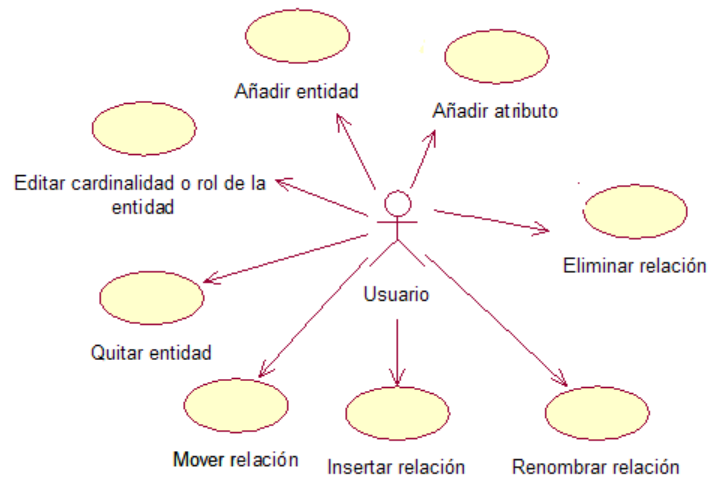 Añadir entidad
Añadir atributo
Editar cardinalidad o rol de la
entidad
Eliminar relación
Usuario
Quitar entidad
Mover relación
Insertar relación
Renombrar relación